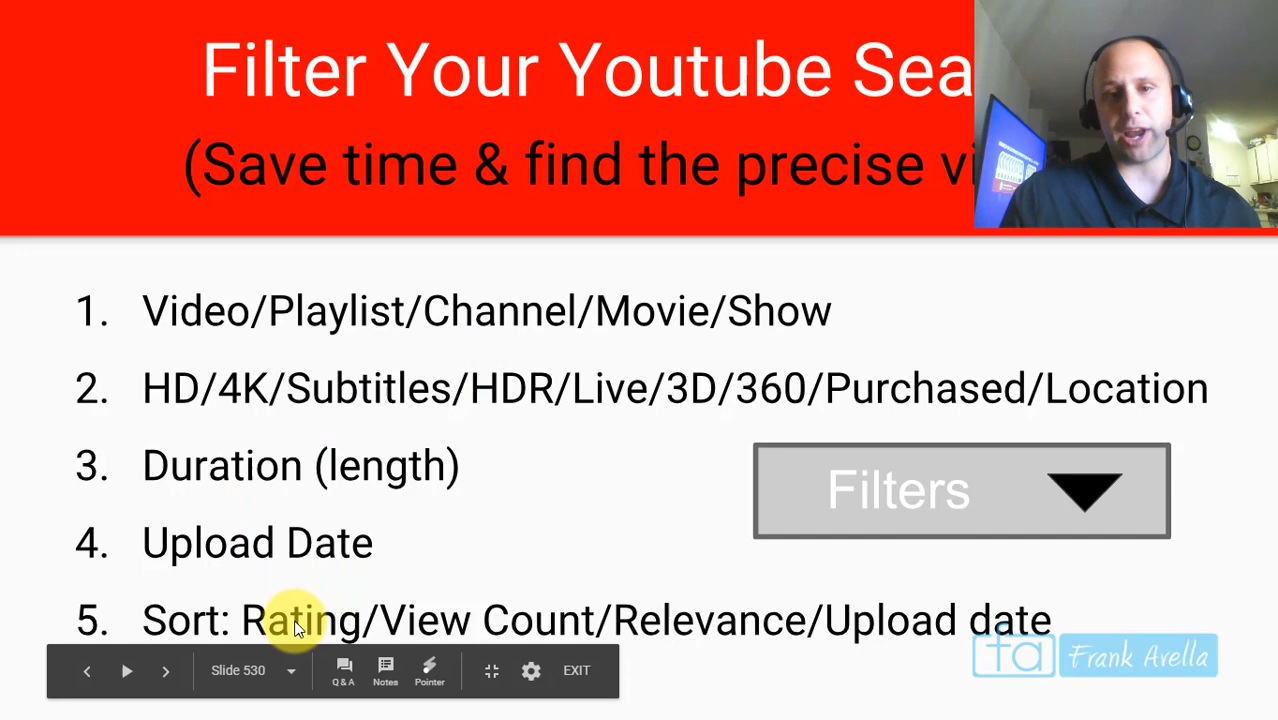 Filter Your Youtube Sea
(Save time & find the precise vi
1. Video/Playlist/Channel/Movie/Show
2. HD/4K/Subtitles/HDR/Live/3D/360/Purchased/Location
3. Duration (length)
Filters
4. Upload Date
5. Sort: Rating/View Count/Relevance/Upload date
Slide 530
Q & A
Notes
Pointer
EXIT
fa Frank Avella